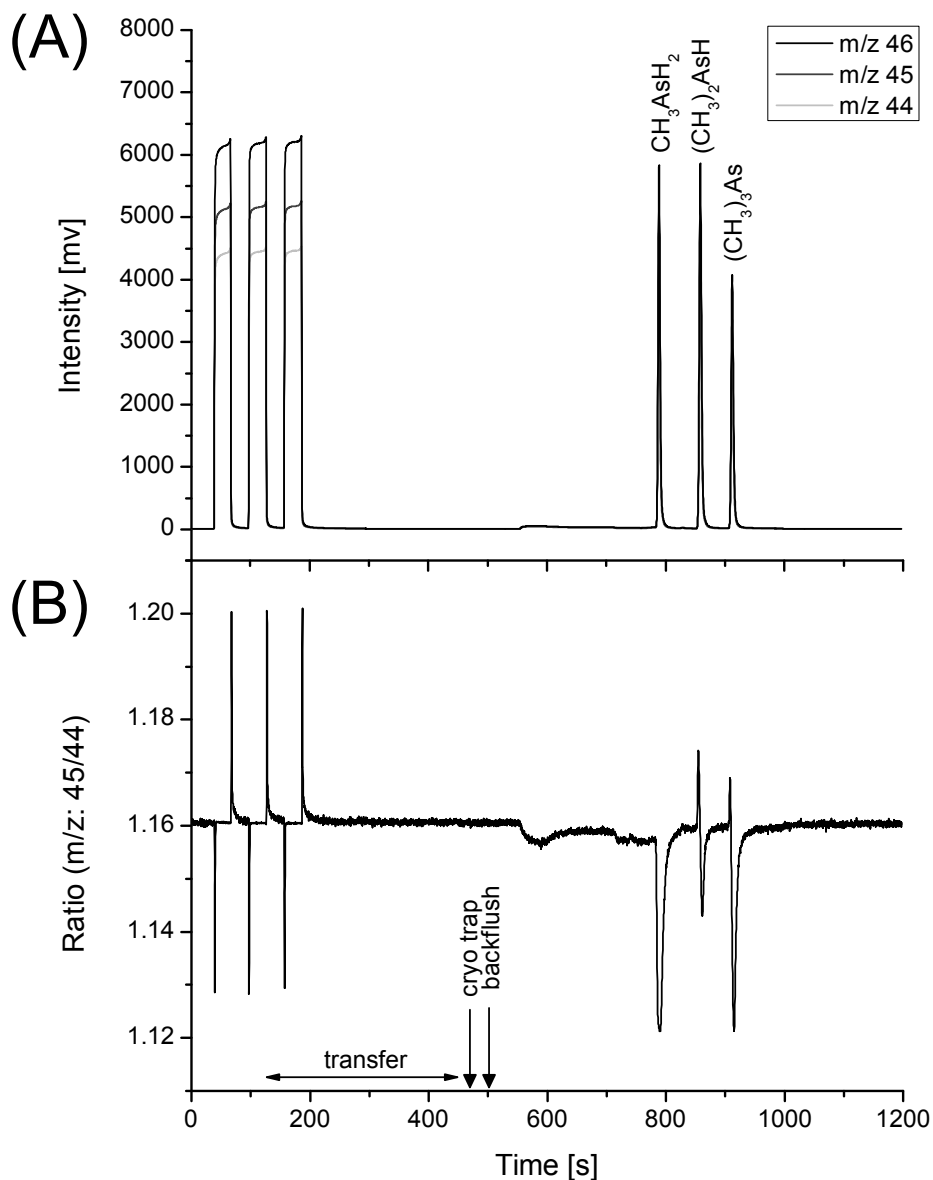 (A)
8000
7000
6000
5000
4000
3000
2000
1000
0
Intensity [mv]
m/z 46
m/z 45
m/z 44
CH3AsH2
(CH3)2AsH
(CH3)3As
(B)
1.20
1.18
1.16
1.14
1.12
Ratio (m/z: 45/44)
transfer
cryo trap
backflush
0 200 400 600 800 1000 1200
Time [s]